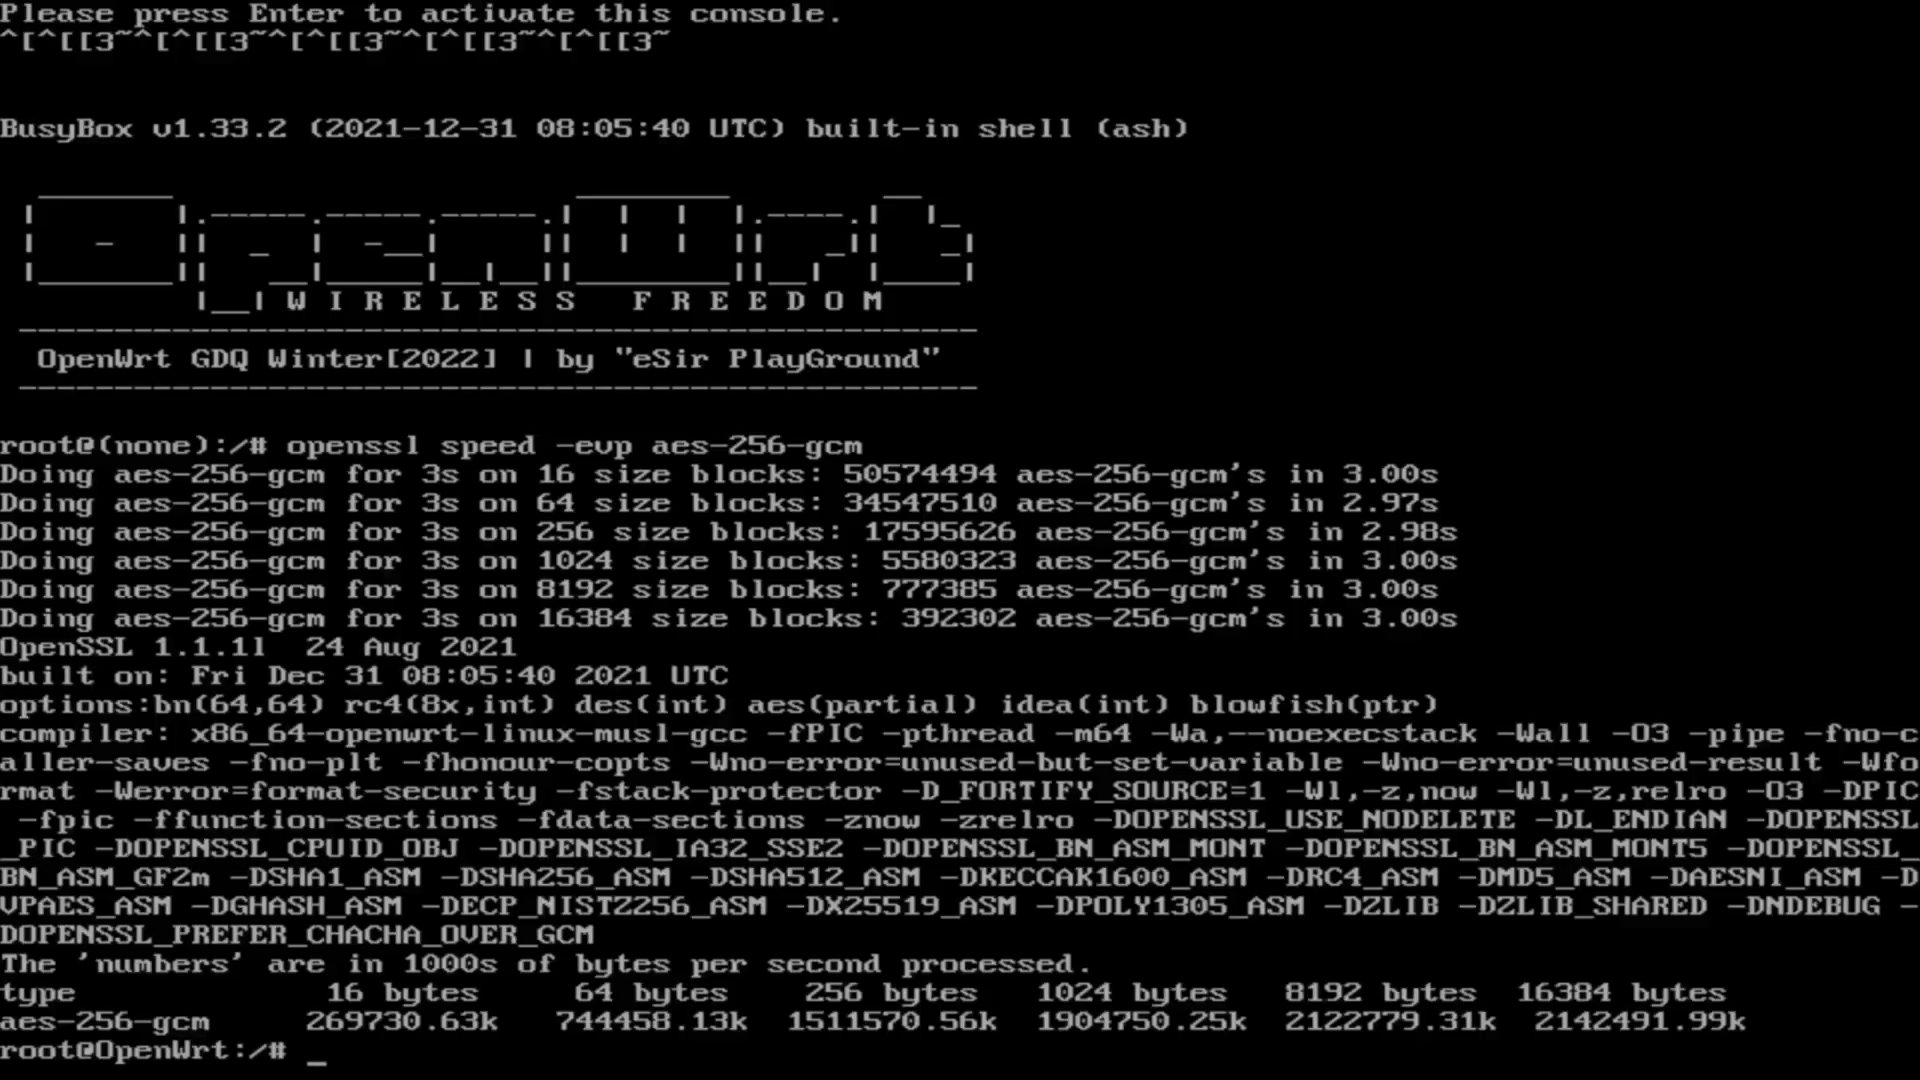 Please press Enter to activate this console.
^[^[[3~^[^[[3~^[^[[3~^[^[[3~^[^[[3~
BusyBox v1.33.2 (2021-12-31 08:05:40 UTC) built-in shell (ash)
OpenWrt
W I R E L E S S   F R E E D O M
OpenWrt GDQ Winter[2022] | by "eSir PlayGround"
root@(none):/# openssl speed -evp aes-256-gcm
Doing aes-256-gcm for 3s on 16 size blocks: 50574494 aes-256-gcm's in 3.00s
Doing aes-256-gcm for 3s on 64 size blocks: 34547510 aes-256-gcm's in 2.97s
Doing aes-256-gcm for 3s on 256 size blocks: 17595626 aes-256-gcm's in 2.98s
Doing aes-256-gcm for 3s on 1024 size blocks: 5580323 aes-256-gcm's in 3.00s
Doing aes-256-gcm for 3s on 8192 size blocks: 777385 aes-256-gcm's in 3.00s
Doing aes-256-gcm for 3s on 16384 size blocks: 392302 aes-256-gcm's in 3.00s
OpenSSL 1.1.1l  24 Aug 2021
built on: Fri Dec 31 08:05:40 2021 UTC
options:bn(64,64) rc4(8x,int) des(int) aes(partial) idea(int) blowfish(ptr)
compiler: x86_64-openwrt-linux-musl-gcc -fPIC -pthread -m64 -Wa,--noexecstack -Wall -O3 -pipe -fno-c
aller-saves -fno-plt -fhonour-copts -Wno-error=unused-but-set-variable -Wno-error=unused-result -Wfo
rmat -Werror=format-security -fstack-protector -D_FORTIFY_SOURCE=1 -Wl,-z,now -Wl,-z,relro -O3 -DPIC
 -fpic -ffunction-sections -fdata-sections -znow -zrelro -DOPENSSL_USE_NODELETE -DL_ENDIAN -DOPENSSL
_PIC -DOPENSSL_CPUID_OBJ -DOPENSSL_IA32_SSE2 -DOPENSSL_BN_ASM_MONT -DOPENSSL_BN_ASM_MONT5 -DOPENSSL_
BN_ASM_GF2m -DSHA1_ASM -DSHA256_ASM -DSHA512_ASM -DKECCAK1600_ASM -DRC4_ASM -DMD5_ASM -DAESNI_ASM -D
VPAES_ASM -DGHASH_ASM -DECP_NISTZ256_ASM -DX25519_ASM -DPOLY1305_ASM -DZLIB -DZLIB_SHARED -DNDEBUG -
DOPENSSL_PREFER_CHACHA_OVER_GCM
The 'numbers' are in 1000s of bytes per second processed.
type             16 bytes     64 bytes    256 bytes   1024 bytes   8192 bytes  16384 bytes
aes-256-gcm     269730.63k   744458.13k  1511570.56k  1904750.25k  2122779.31k  2142491.99k
root@OpenWrt:/# _